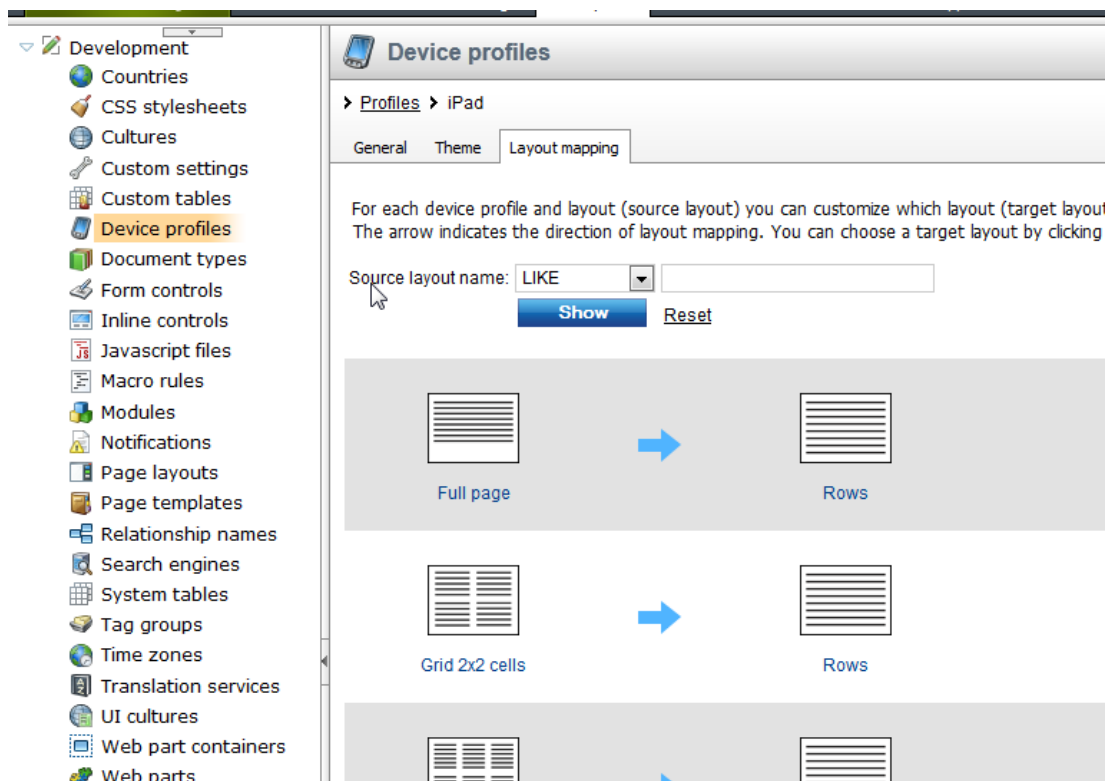 Development
Countries
CSS stylesheets
Cultures
Custom settings
Custom tables
Device profiles
Document types
Form controls
Inline controls
Javascript files
Macro rules
Modules
Notifications
Page layouts
Page templates
Relationship names
Search engines
System tables
Tag groups
Time zones
Translation services
UI cultures
Web part containers
Web parts
Device profiles
Profiles iPad
General Theme Layout mapping
For each device profile and layout (source layout) you can customize which layout (target layout
The arrow indicates the direction of layout mapping. You can choose a target layout by clicking
Source layout name: LIKE
Show Reset
Full page Rows
Grid 2x2 cells Rows